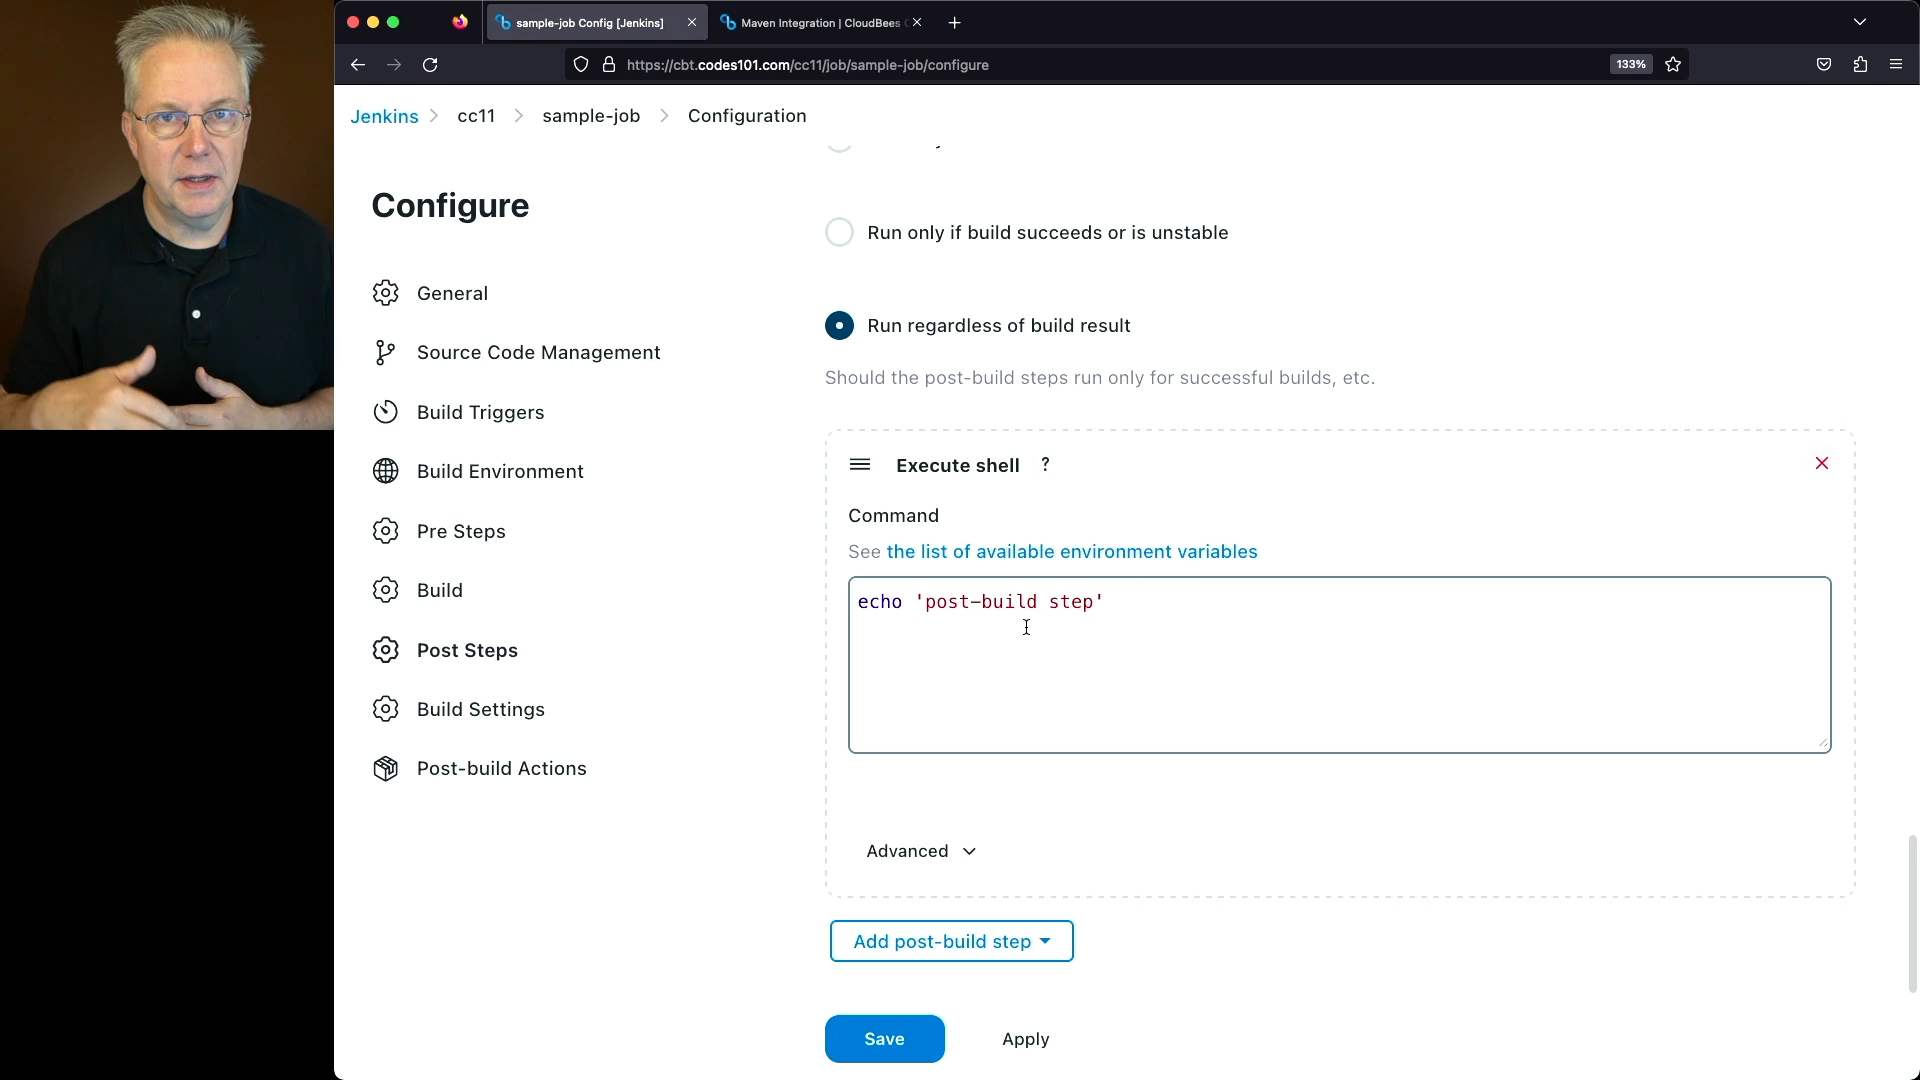 sample-job Config [Jenkins]
Maven Integration | CloudBees
https://cbt.codes101.com/cc11/job/sample-job/configure
133%
Jenkins > cc11 > sample-job > Configuration
Configure
General
Source Code Management
Build Triggers
Build Environment
Pre Steps
Build
Post Steps
Build Settings
Post-build Actions
Run only if build succeeds or is unstable
Run regardless of build result
Should the post-build steps run only for successful builds, etc.
Execute shell ?
Command
See the list of available environment variables
echo 'post-build step'
Advanced
Add post-build step
Save
Apply